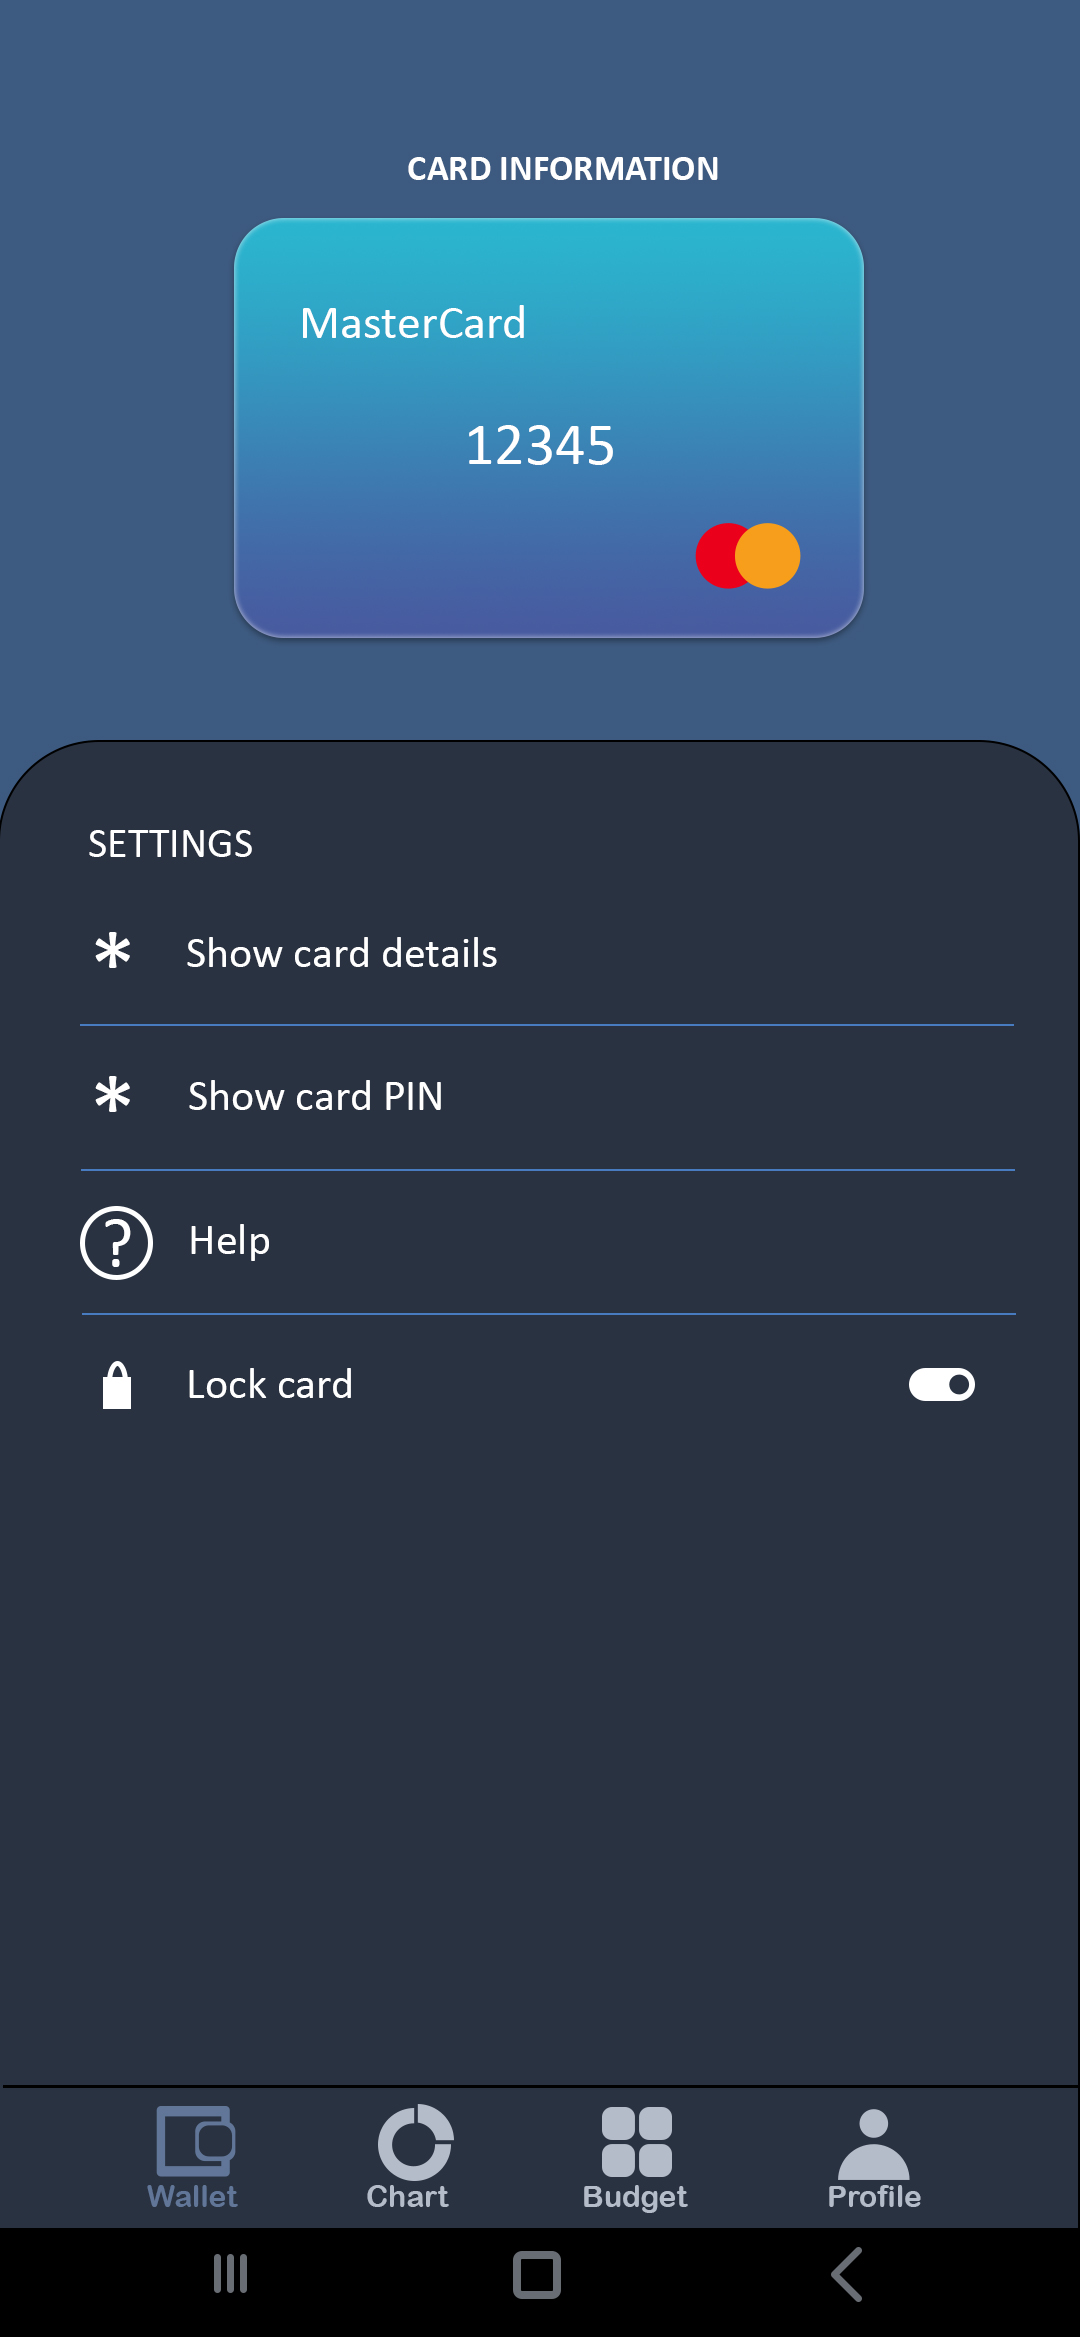 CARD INFORMATION
MasterCard
12345
SETTINGS
* Show card details
* Show card PIN
? Help
Lock card
Wallet Chart Budget Profile